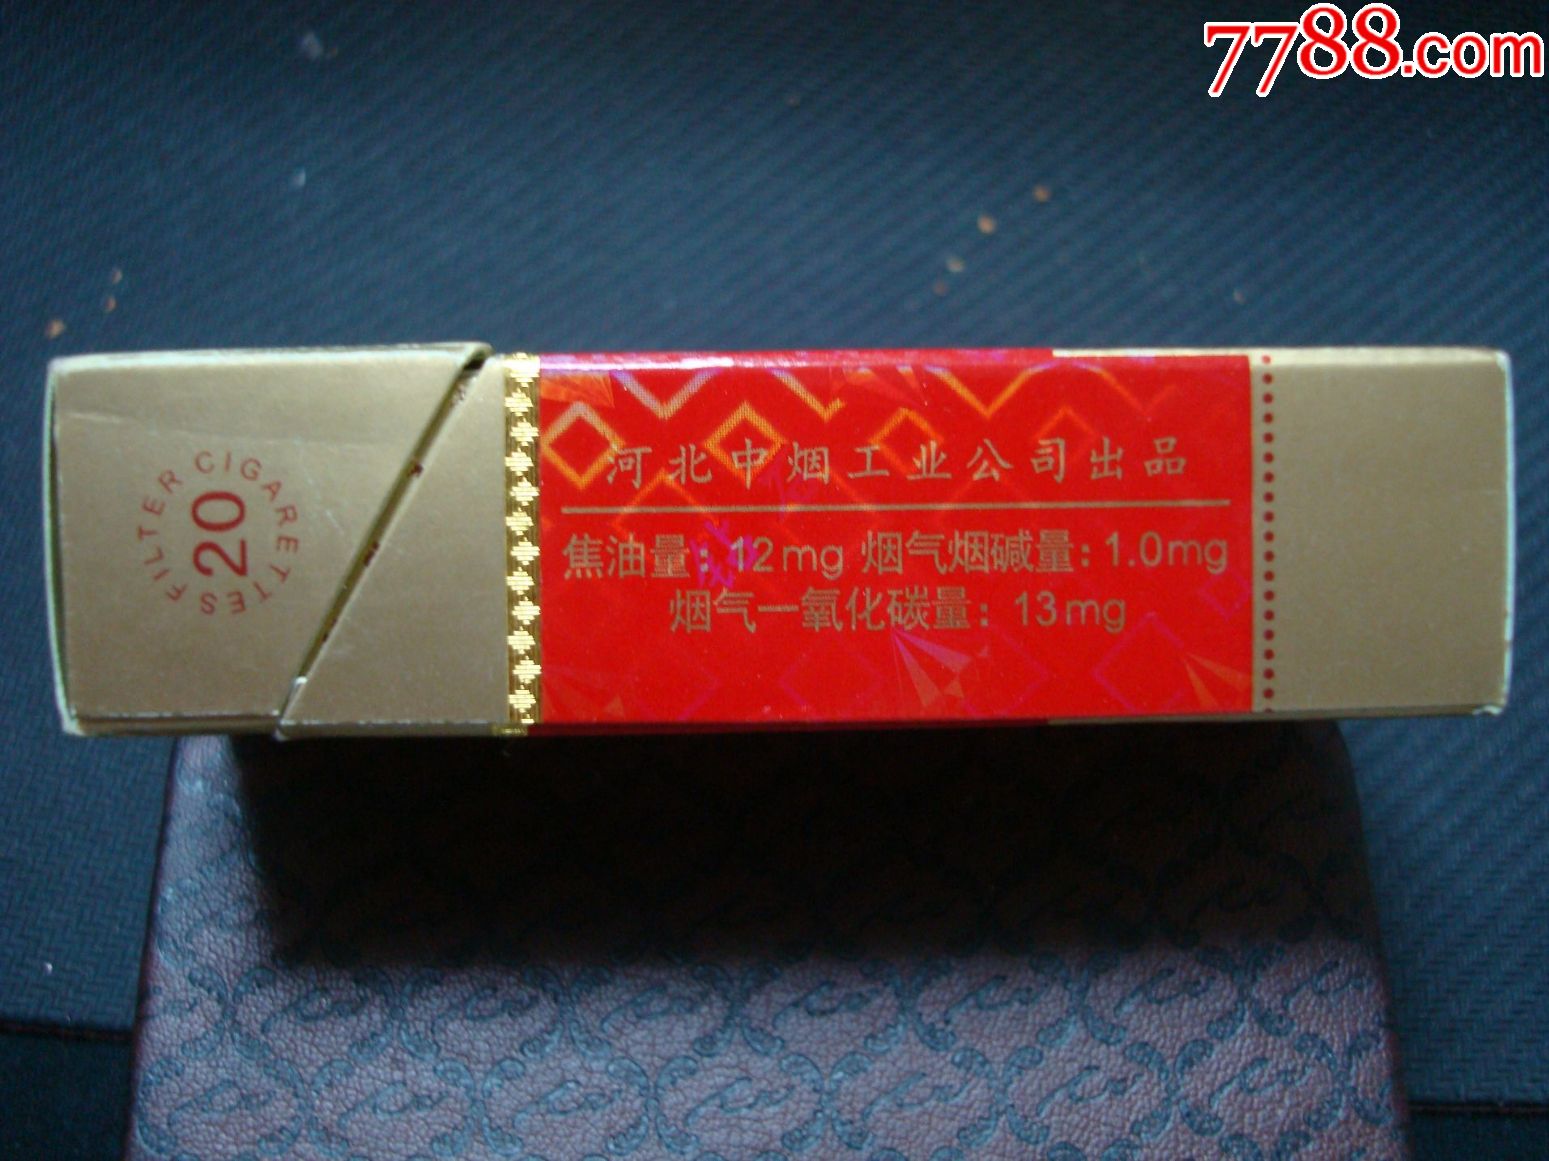 7788.com
FILTER CIGARETTES
20
河北中烟工业公司出品
焦油量：12mg 烟气烟碱量：1.0mg
烟气一氧化碳量：13mg